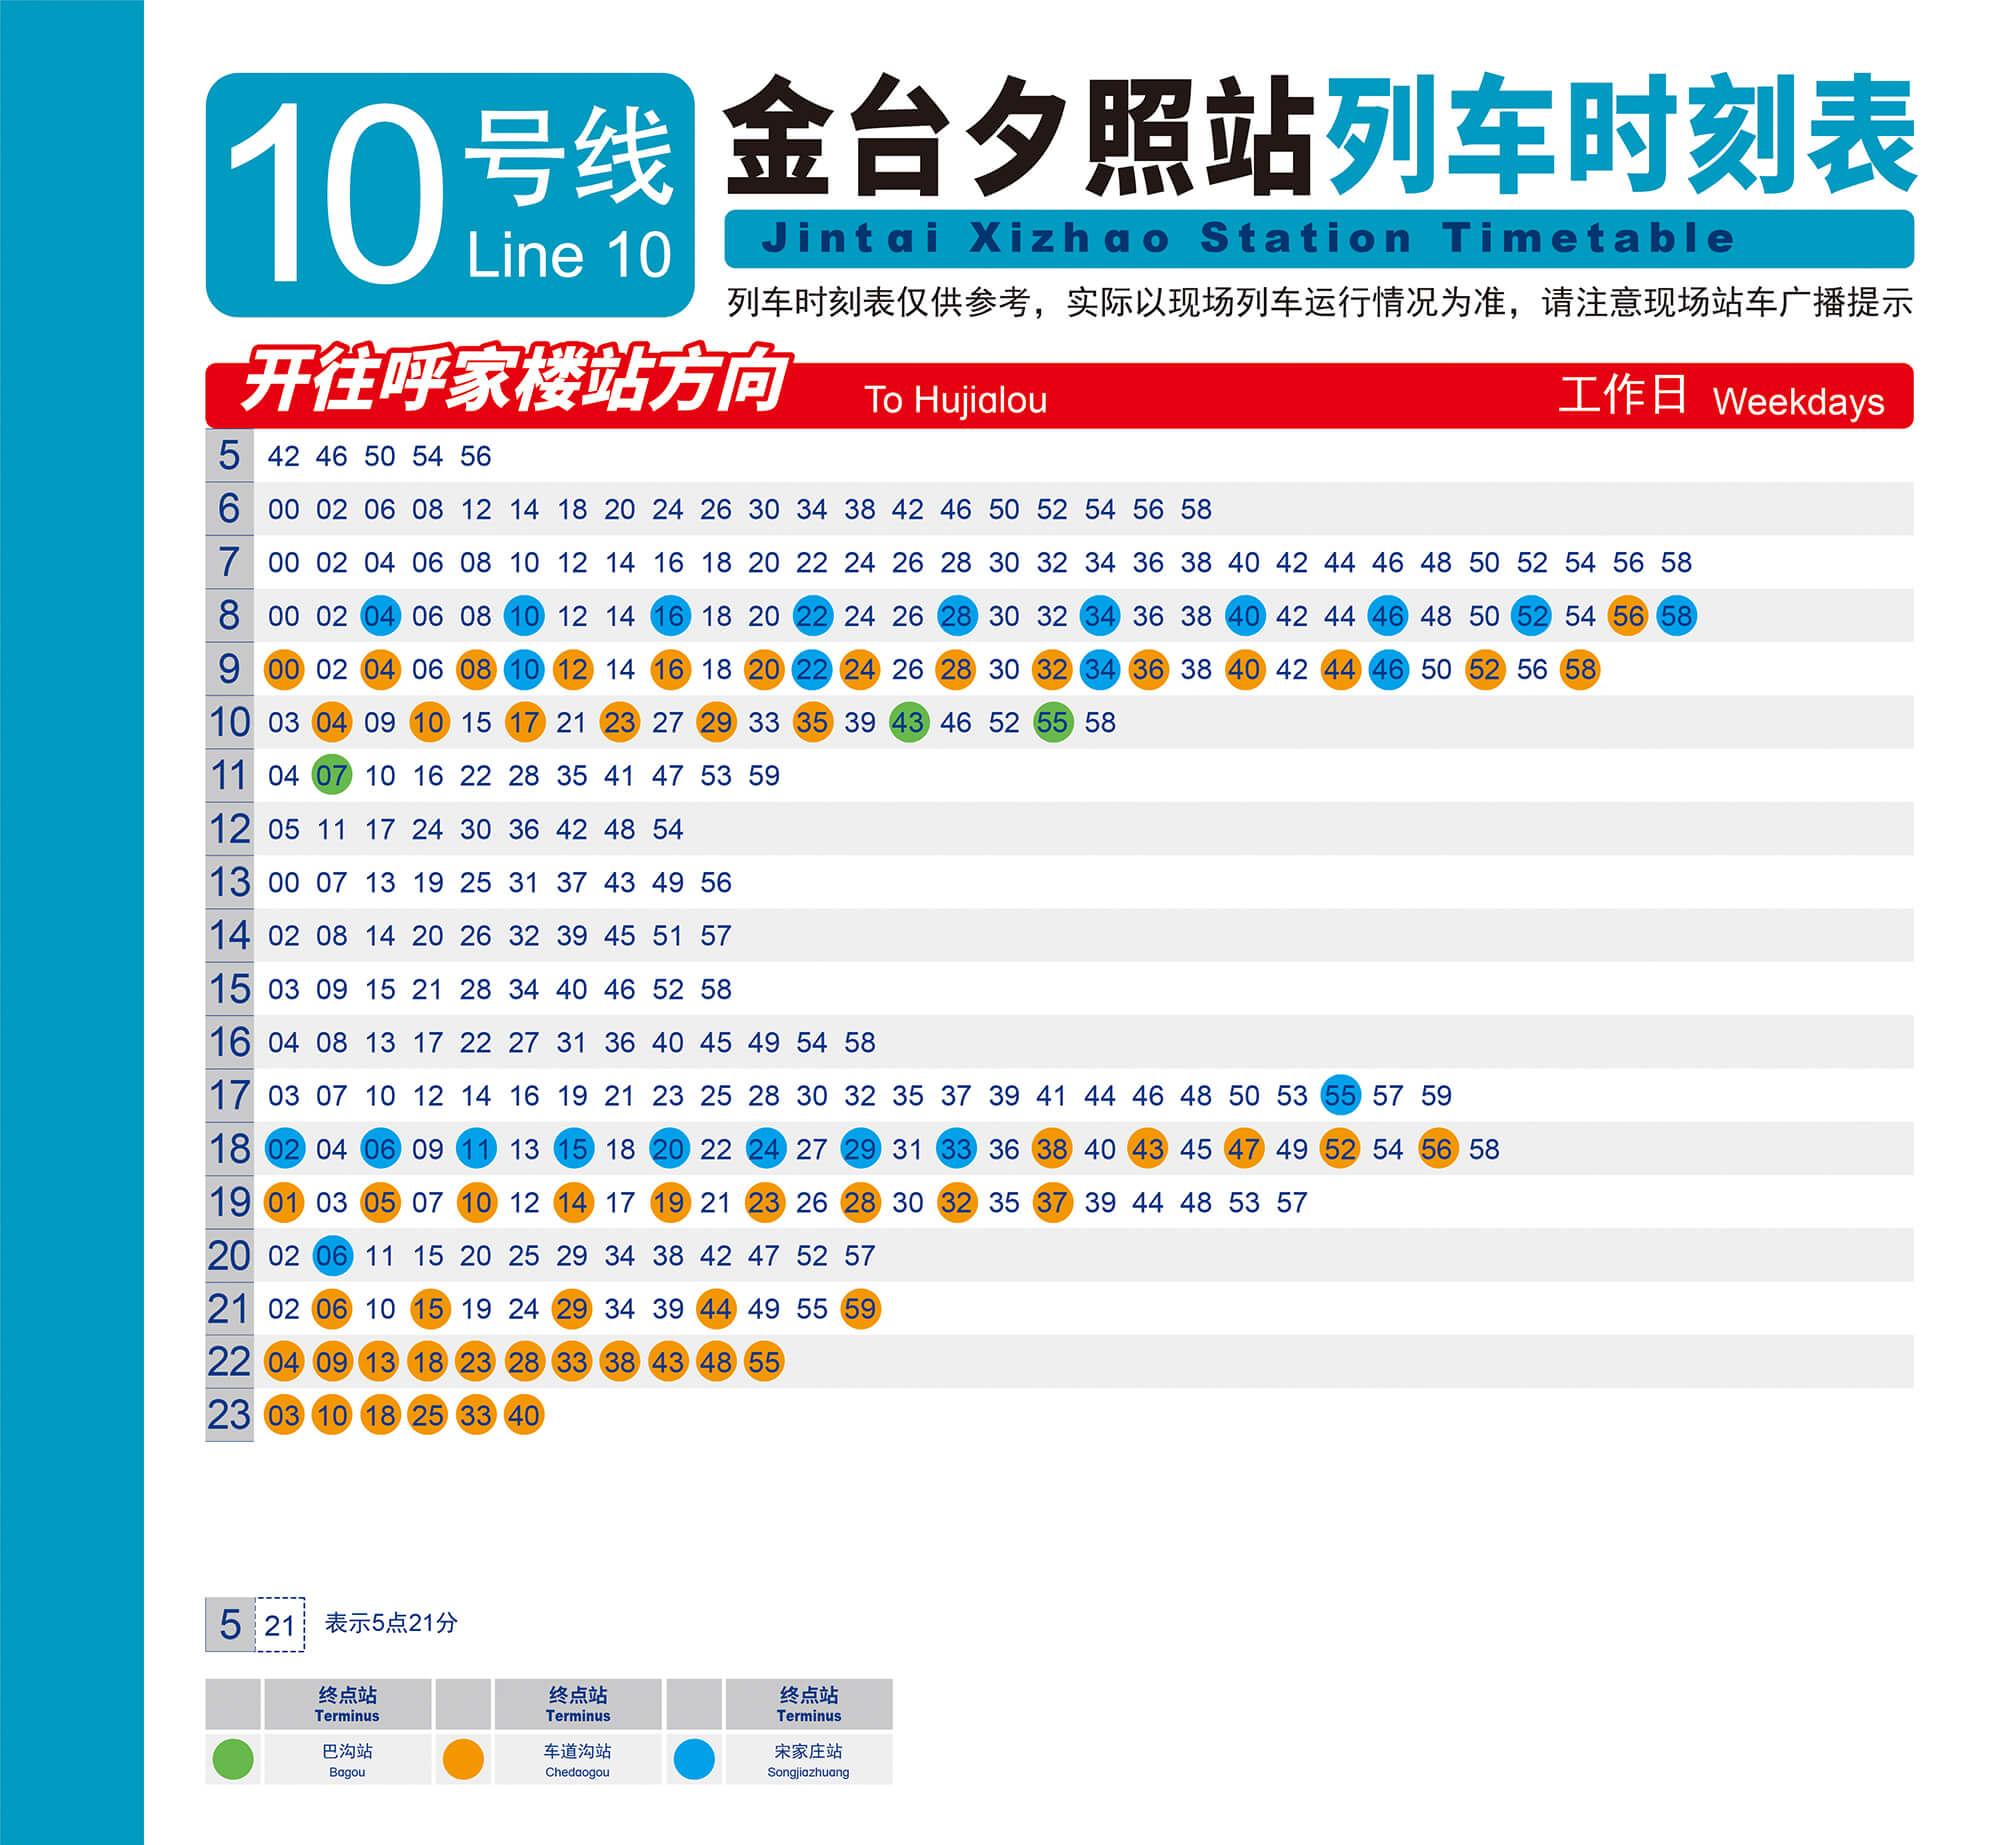 10号线
Line 10
金台夕照站列车时刻表
Jintai Xizhao Station Timetable
列车时刻表仅供参考，实际以现场列车运行情况为准，请注意现场站车广播提示
开往呼家楼站方向 To Hujialou 工作日 Weekdays
5 42 46 50 54 56
6 00 02 06 08 12 14 18 20 24 26 30 34 38 42 46 50 52 54 56 58
7 00 02 04 06 08 10 12 14 16 18 20 22 24 26 28 30 32 34 36 38 40 42 44 46 48 50 52 54 56 58
8 00 02 04 06 08 10 12 14 16 18 20 22 24 26 28 30 32 34 36 38 40 42 44 46 48 50 52 54 56 58
9 00 02 04 06 08 10 12 14 16 18 20 22 24 26 28 30 32 34 36 38 40 42 44 46 50 52 56 58
10 03 04 09 10 15 17 21 23 27 29 33 35 39 43 46 52 55 58
11 04 07 10 16 22 28 35 41 47 53 59
12 05 11 17 24 30 36 42 48 54
13 00 07 13 19 25 31 37 43 49 56
14 02 08 14 20 26 32 39 45 51 57
15 03 09 15 21 28 34 40 46 52 58
16 04 08 13 17 22 27 31 36 40 45 49 54 58
17 03 07 10 12 14 16 19 21 23 25 28 30 32 35 37 39 41 44 46 48 50 53 55 57 59
18 02 04 06 09 11 13 15 18 20 22 24 27 29 31 33 36 38 40 43 45 47 49 52 54 56 58
19 01 03 05 07 10 12 14 17 19 21 23 26 28 30 32 35 37 39 44 48 53 57
20 02 06 11 15 20 25 29 34 38 42 47 52 57
21 02 06 10 15 19 24 29 34 39 44 49 55 59
22 04 09 13 18 23 28 33 38 43 48 55
23 03 10 18 25 33 40
5 21 表示5点21分
终点站 终点站 终点站
Terminus Terminus Terminus
巴沟站 车道沟站 宋家庄站
Bagou Chedaogou Songjiazhuang